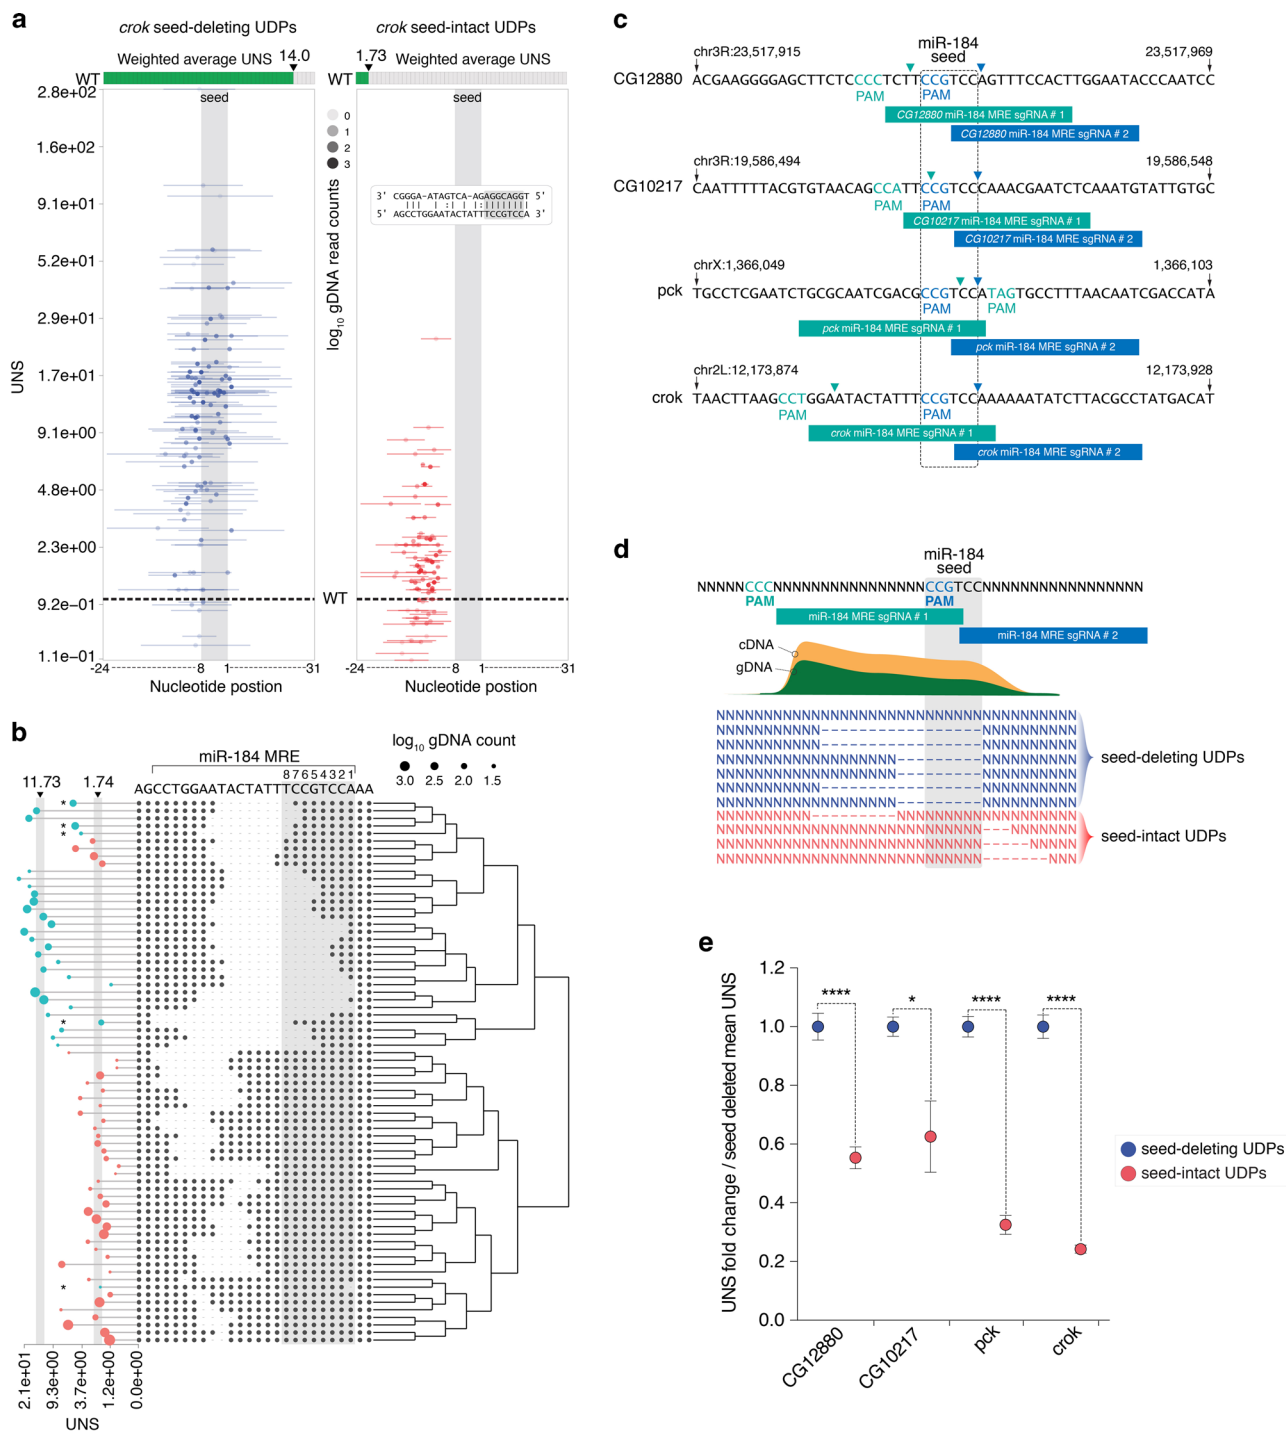 a
crok seed-deleting UDPs
crok seed-intact UDPs
Weighted average UNS 14.0
1.73 Weighted average UNS
WT
WT
seed
seed
2.8e+02
1.6e+02
9.1e+01
5.2e+01
2.9e+01
1.7e+01
9.1e+00
4.8e+00
2.3e+00
9.2e−01
1.1e−01
UNS
0
1
2
3
log10 gDNA read counts
3' CGGGA-ATAGTCA-AGAGGCAGGT 5'
5' AGCCTGGAATACTATTTCCGTCCA 3'
WT
-24 8 1 31
-24 8 1 31
Nucleotide postion
Nucleotide postion
b
miR-184 MRE
log10 gDNA count
3.0 2.5 2.0 1.5
11.73 1.74
8 7 6 5 4 3 2 1
AGCCTGGAATACTATTTCCGTCCAAA
*
*
*
*
*
2.1e+01
9.3e+00
3.7e+00
1.2e+00
0.0e+00
UNS
c
miR-184
seed
chr3R:23,517,915 23,517,969
CG12880 ACGAAGGGGAGCTTCTCCCCTCTTCCGTCCAGTTTCCACTTGGAATACCCAATCC
PAM PAM
CG12880 miR-184 MRE sgRNA # 1
CG12880 miR-184 MRE sgRNA # 2
chr3R:19,586,494 19,586,548
CG10217 CAATTTTTACGTGTAACAGCCATTCCGTCCCAAACGAATCTCAAATGTATTGTGC
PAM PAM
CG10217 miR-184 MRE sgRNA # 1
CG10217 miR-184 MRE sgRNA # 2
chrX:1,366,049 1,366,103
pck TGCCTCGAATCTGCGCAATCGACGCCGTCCATAGTGCCTTTAACAATCGACCATA
PAM PAM
pck miR-184 MRE sgRNA # 1
pck miR-184 MRE sgRNA # 2
chr2L:12,173,874 12,173,928
crok TAACTTAAGCCTGGAATACTATTTCCGTCCAAAAAATATCTTACGCCTATGACAT
PAM PAM
crok miR-184 MRE sgRNA # 1
crok miR-184 MRE sgRNA # 2
d
miR-184
seed
NNNNNCCCNNNNNNNNNNNNNNNNCCGTCCNNNNNNNNNNNNNNNNN
PAM PAM
miR-184 MRE sgRNA # 1
miR-184 MRE sgRNA # 2
cDNA
gDNA
seed-deleting UDPs
seed-intact UDPs
e
1.2
1.0
0.8
0.6
0.4
0.2
0.0
UNS fold change / seed deleted mean UNS
**** * **** ****
CG12880
CG10217
pck
crok
seed-deleting UDPs
seed-intact UDPs